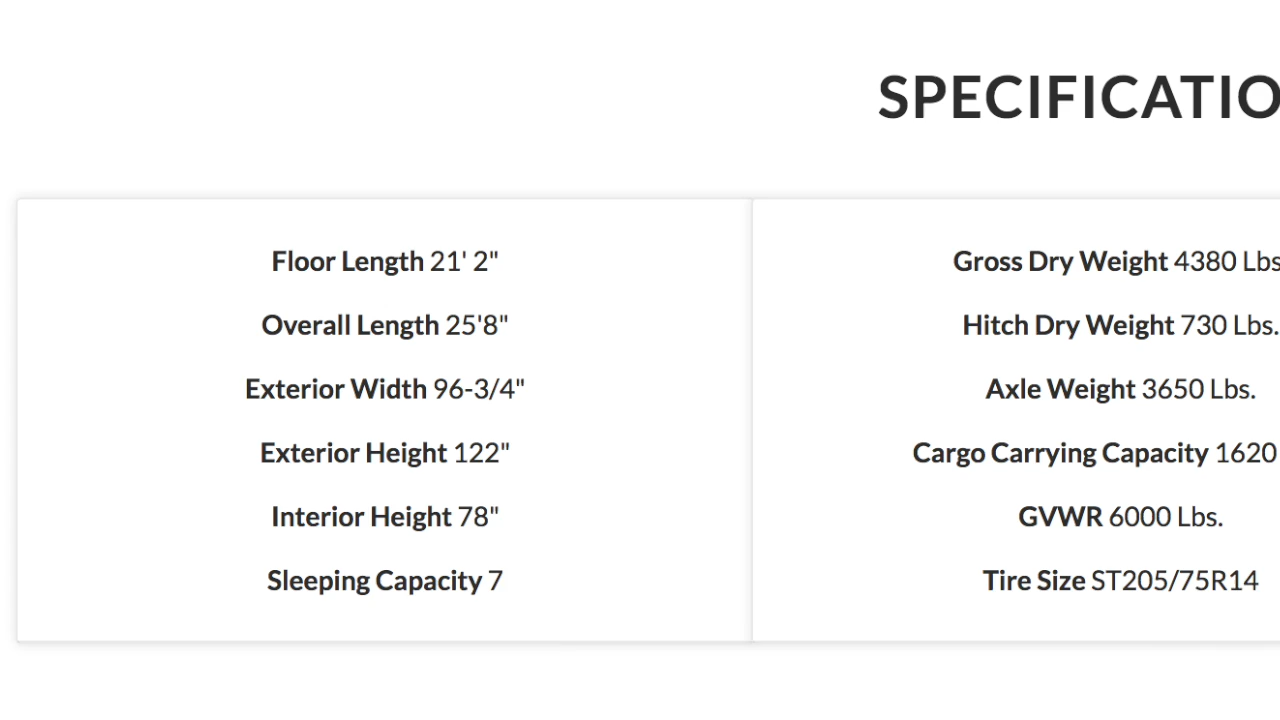 SPECIFICATIO
Floor Length 21' 2"
Overall Length 25'8"
Exterior Width 96-3/4"
Exterior Height 122"
Interior Height 78"
Sleeping Capacity 7
Gross Dry Weight 4380 Lbs
Hitch Dry Weight 730 Lbs.
Axle Weight 3650 Lbs.
Cargo Carrying Capacity 1620
GVWR 6000 Lbs.
Tire Size ST205/75R14